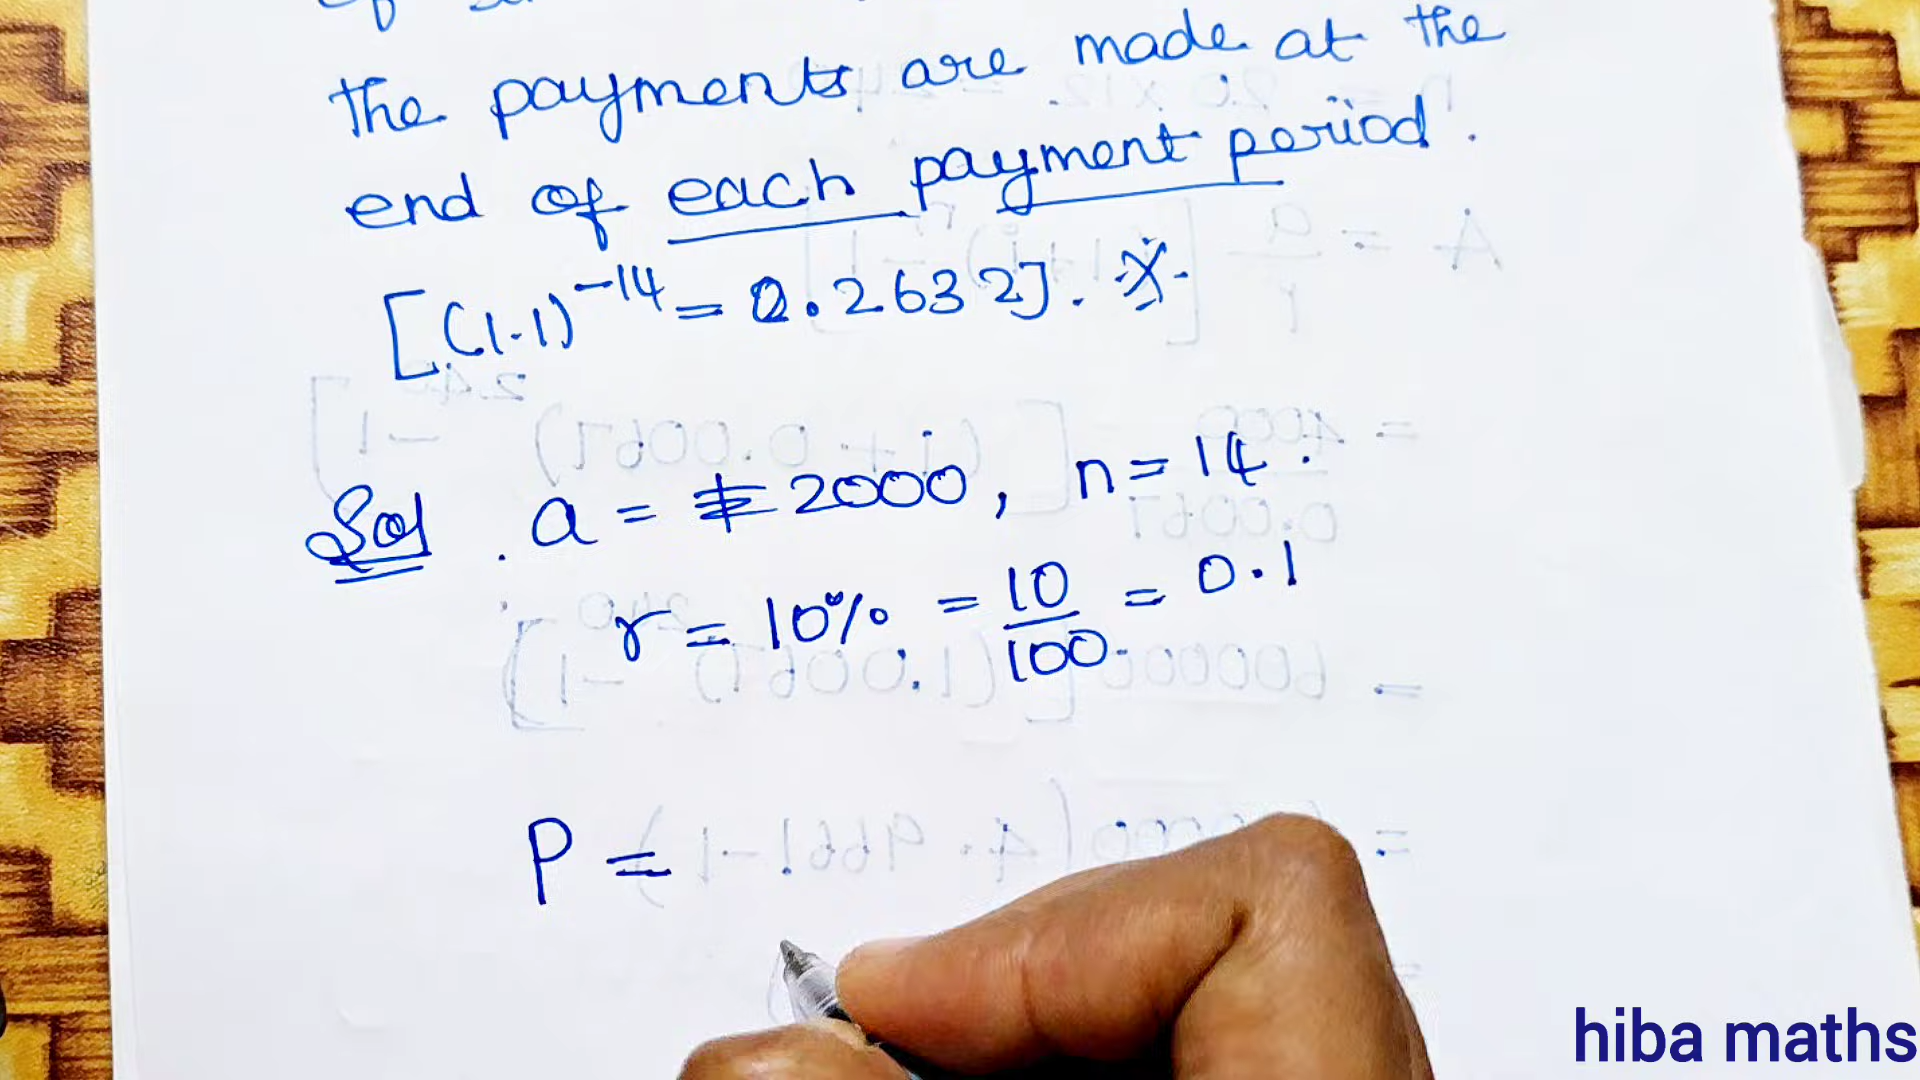 the payments are made at the
end of each payment period.
[(1.1)^-14 = 0.2632].
Sol . a = 2000, n = 14.
r = 10% = 10/100 = 0.1
P =
hiba maths